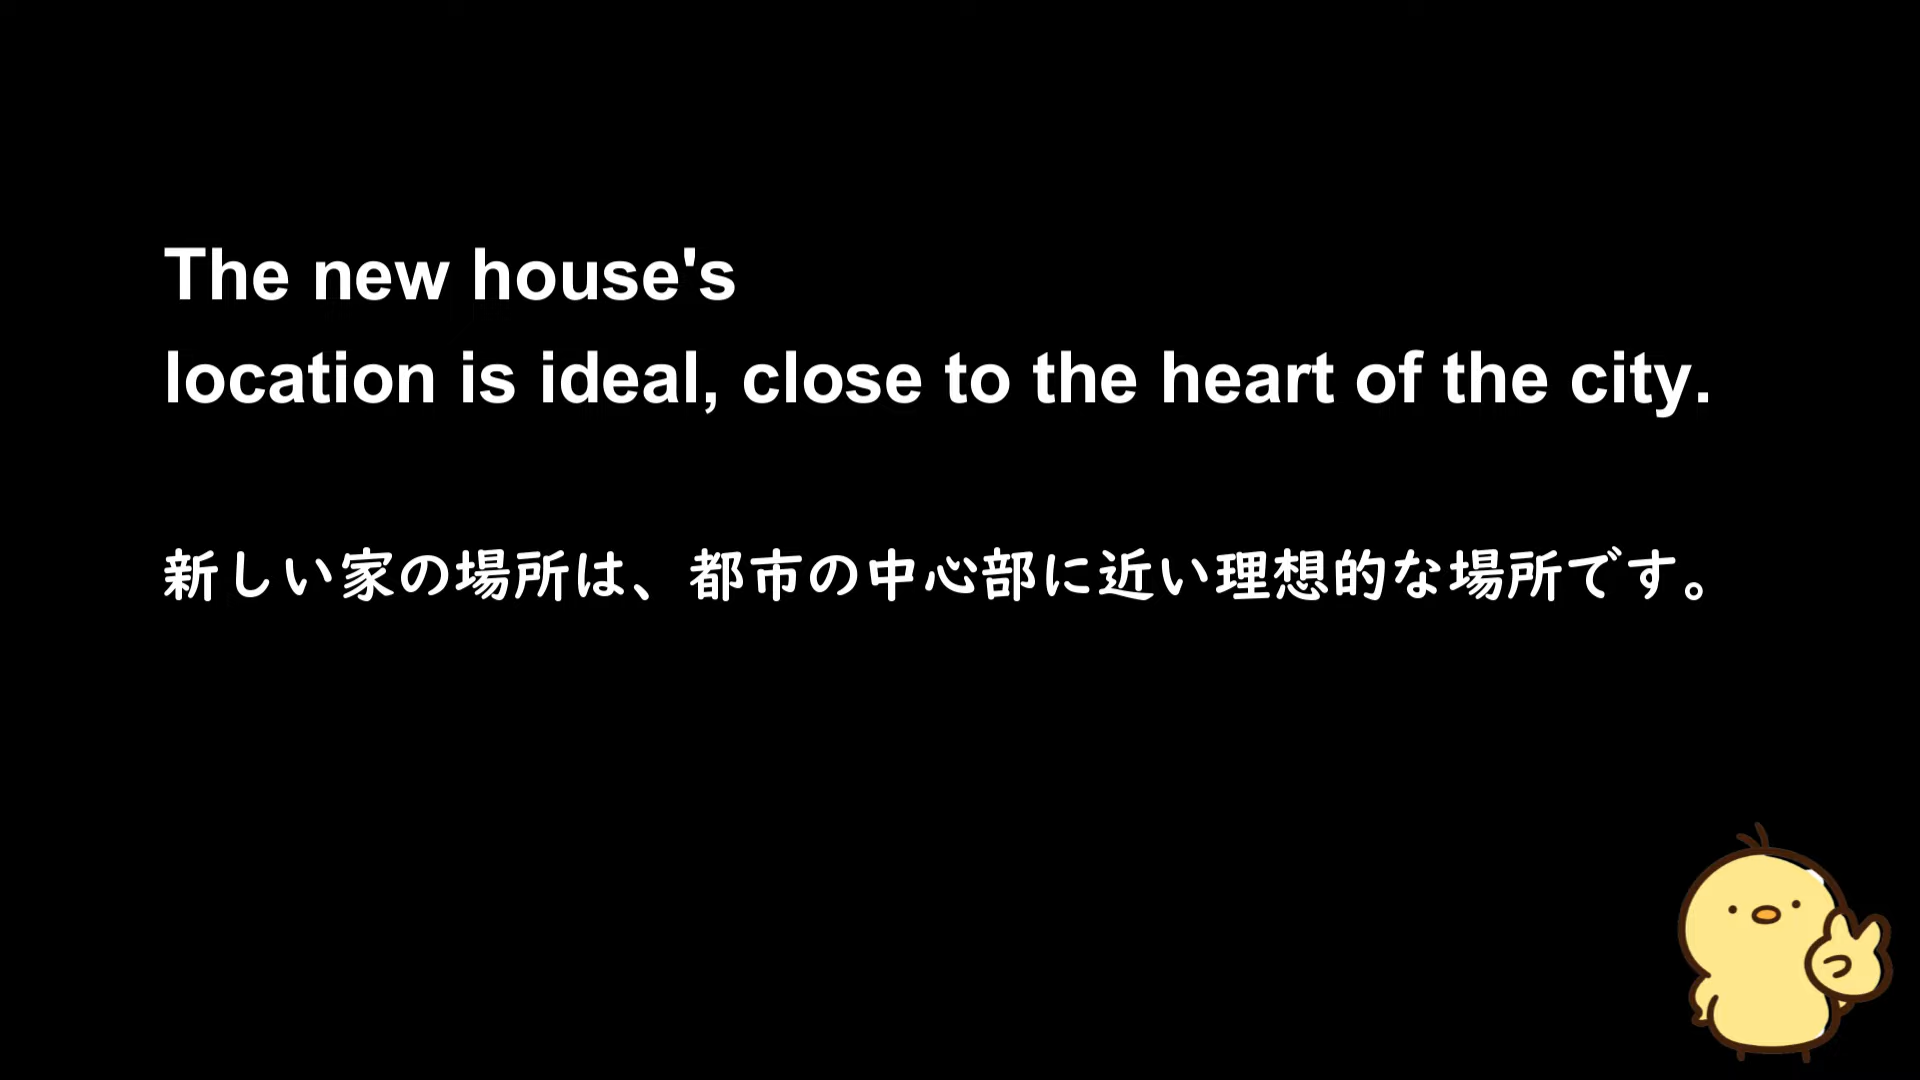 The new house's
location is ideal, close to the heart of the city.
新しい家の場所は、都市の中心部に近い理想的な場所です。